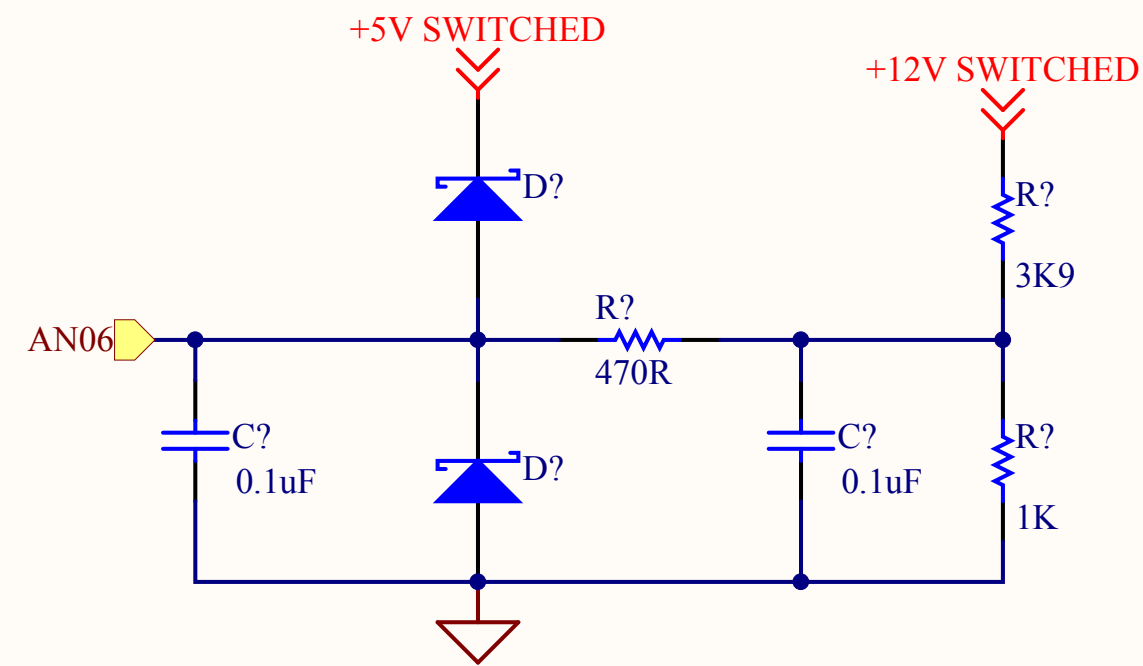 +5V SWITCHED
+12V SWITCHED
D?
R?
3K9
R?
AN06
470R
C?
0.1uF
D?
C?
0.1uF
R?
1K